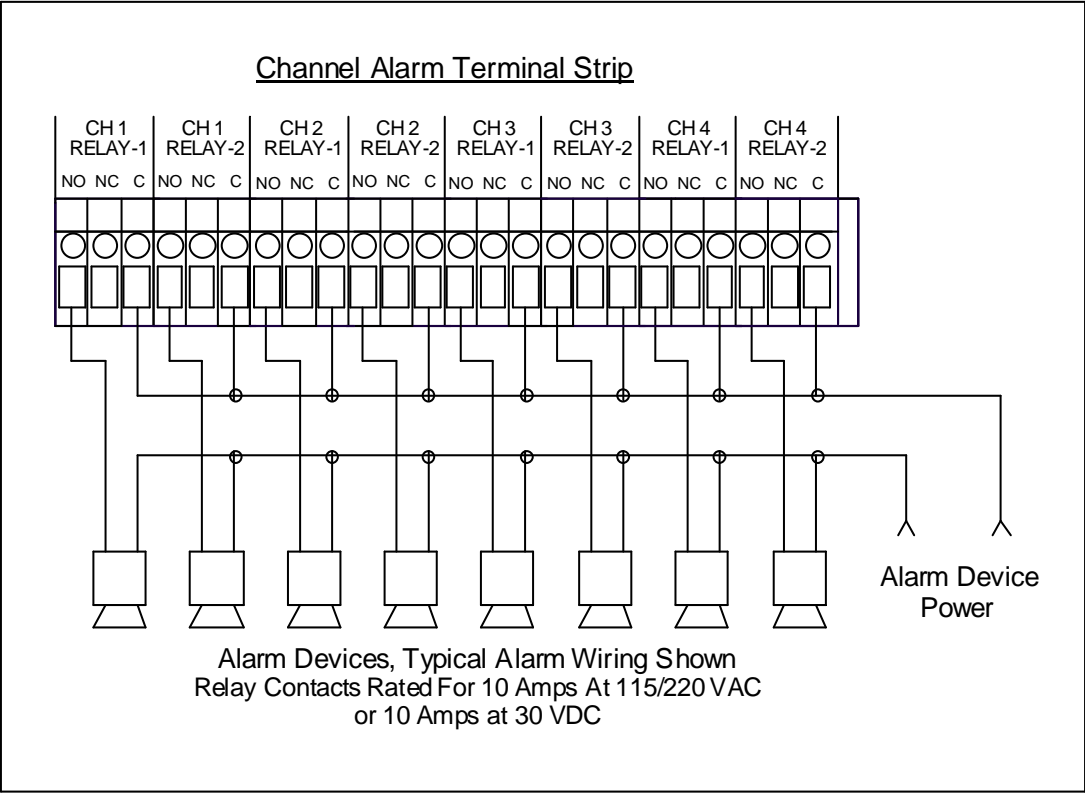 Channel Alarm Terminal Strip
CH 1 CH 1 CH 2 CH 2 CH 3 CH 3 CH 4 CH 4
RELAY-1 RELAY-2 RELAY-1 RELAY-2 RELAY-1 RELAY-2 RELAY-1 RELAY-2
NO NC C NO NC C NO NC C NO NC C NO NC C NO NC C NO NC C NO NC C
Alarm Device
Power
Alarm Devices, Typical Alarm Wiring Shown
Relay Contacts Rated For 10 Amps At 115/220 VAC
or 10 Amps at 30 VDC